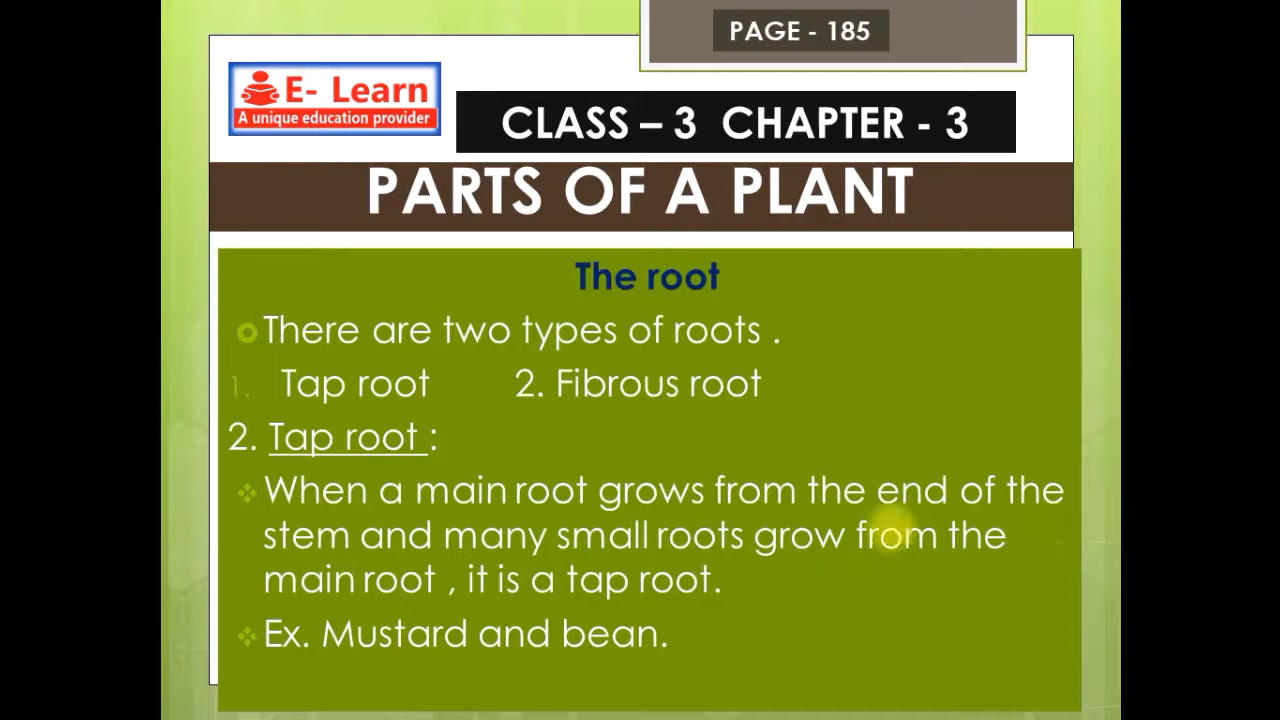 PAGE - 185
E- Learn
A unique education provider
CLASS – 3 CHAPTER - 3
PARTS OF A PLANT
The root
There are two types of roots .
1. Tap root 2. Fibrous root
2. Tap root :
When a main root grows from the end of the
stem and many small roots grow from the
main root , it is a tap root.
Ex. Mustard and bean.